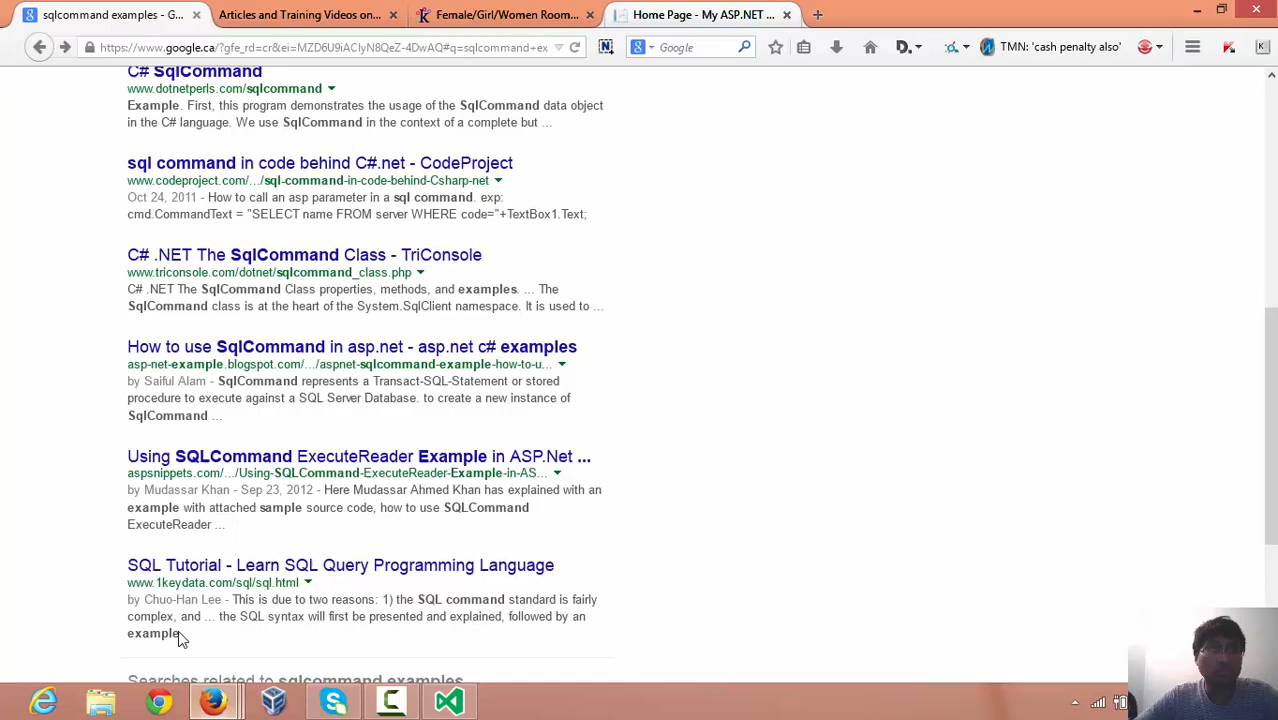 sqlcommand examples - G...
Articles and Training Videos on...
Female/Girl/Women Room...
Home Page - My ASP.NET ...
https://www.google.ca/?gfe_rd=cr&ei=MZD6U9iACIyN8QeZ-4DwAQ#q=sqlcommand+ex
Google
TMN: 'cash penalty also'
C# SqlCommand
www.dotnetperls.com/sqlcommand
Example. First, this program demonstrates the usage of the SqlCommand data object
in the C# language. We use SqlCommand in the context of a complete but ...
sql command in code behind C#.net - CodeProject
www.codeproject.com/.../sql-command-in-code-behind-Csharp-net
Oct 24, 2011 - How to call an asp parameter in a sql command. exp:
cmd.CommandText = "SELECT name FROM server WHERE code="+TextBox1.Text;
C# .NET The SqlCommand Class - TriConsole
www.triconsole.com/dotnet/sqlcommand_class.php
C# .NET The SqlCommand Class properties, methods, and examples. ... The
SqlCommand class is at the heart of the System.SqlClient namespace. It is used to ...
How to use SqlCommand in asp.net - asp.net c# examples
asp-net-example.blogspot.com/.../aspnet-sqlcommand-example-how-to-u...
by Saiful Alam - SqlCommand represents a Transact-SQL-Statement or stored
procedure to execute against a SQL Server Database. to create a new instance of
SqlCommand ...
Using SQLCommand ExecuteReader Example in ASP.Net ...
aspsnippets.com/.../Using-SQLCommand-ExecuteReader-Example-in-AS...
by Mudassar Khan - Sep 23, 2012 - Here Mudassar Ahmed Khan has explained with an
example with attached sample source code, how to use SQLCommand
ExecuteReader ...
SQL Tutorial - Learn SQL Query Programming Language
www.1keydata.com/sql/sql.html
by Chuo-Han Lee - This is due to two reasons: 1) the SQL command standard is fairly
complex, and ... the SQL syntax will first be presented and explained, followed by an
example.
Searches related to sqlcommand examples